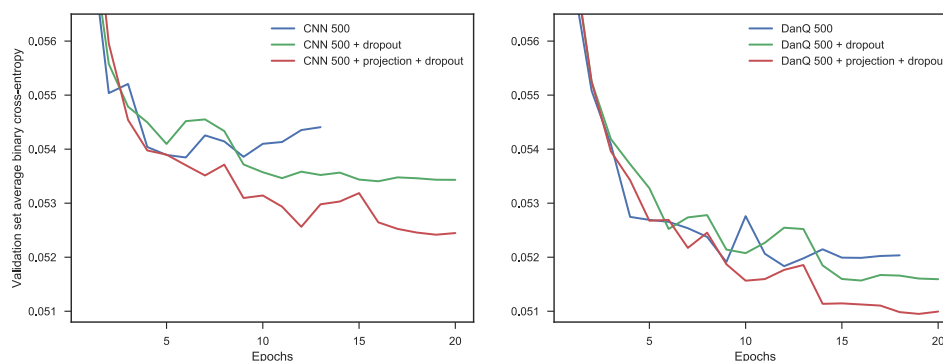 Validation set average binary cross-entropy
0.056
0.055
0.054
0.053
0.052
0.051
CNN 500
CNN 500 + dropout
CNN 500 + projection + dropout
5
10
15
20
Epochs
0.056
0.055
0.054
0.053
0.052
0.051
DanQ 500
DanQ 500 + dropout
DanQ 500 + projection + dropout
5
10
15
20
Epochs